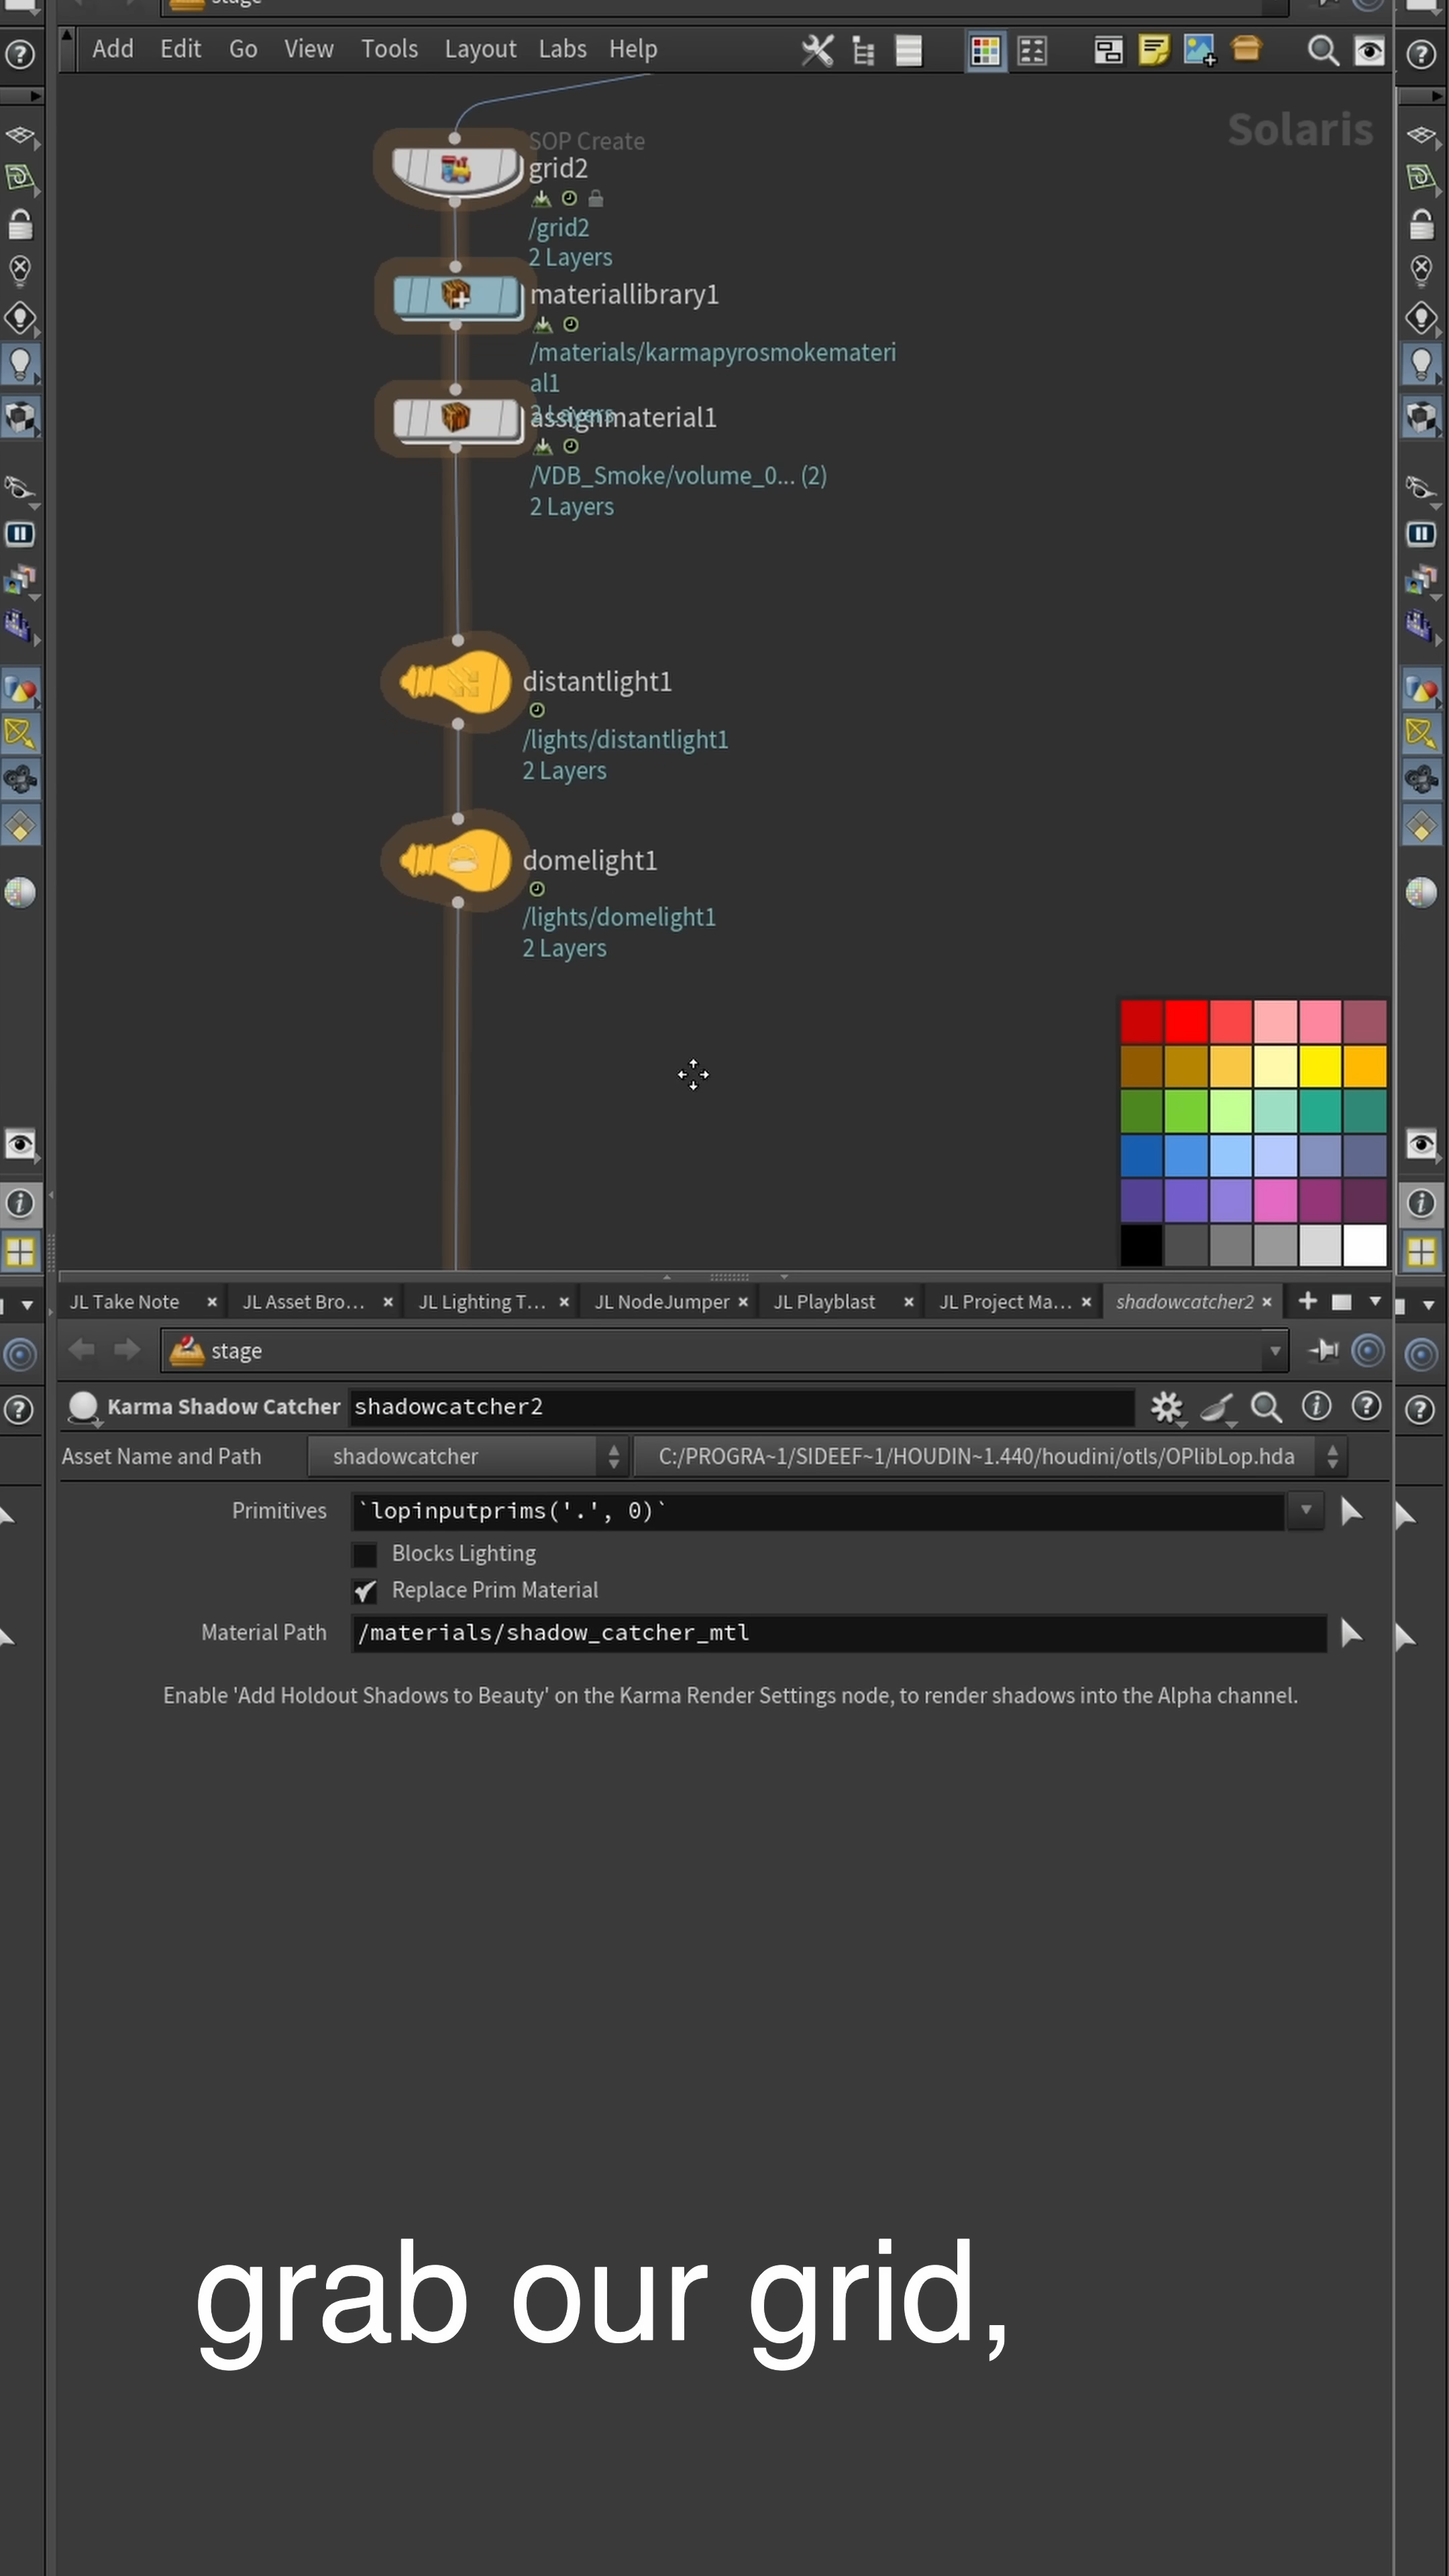 stage
Add Edit Go View Tools Layout Labs Help
Solaris
SOP Create
grid2
/grid2
2 Layers
materiallibrary1
/materials/karmapyrosmokemateri
al1
2 Layers
assignmaterial1
/VDB_Smoke/volume_0... (2)
2 Layers
distantlight1
/lights/distantlight1
2 Layers
domelight1
/lights/domelight1
2 Layers
JL Take Note JL Asset Bro... JL Lighting T... JL NodeJumper JL Playblast JL Project Ma... shadowcatcher2
stage
Karma Shadow Catcher shadowcatcher2
Asset Name and Path shadowcatcher C:/PROGRA~1/SIDEEF~1/HOUDIN~1.440/houdini/otls/OPlibLop.hda
Primitives `lopinputprims('.', 0)`
Blocks Lighting
Replace Prim Material
Material Path /materials/shadow_catcher_mtl
Enable 'Add Holdout Shadows to Beauty' on the Karma Render Settings node, to render shadows into the Alpha channel.
grab our grid,